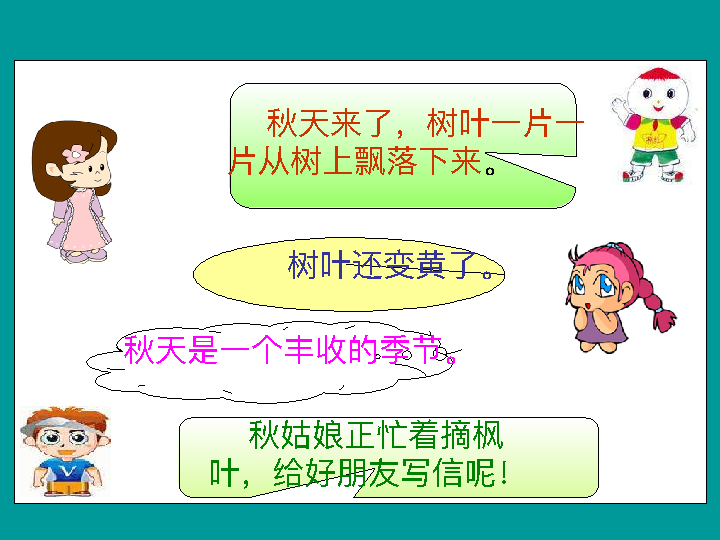 秋天来了，树叶一片一
片从树上飘落下来。
树叶还变黄了。
秋天是一个丰收的季节。
秋姑娘正忙着摘枫
叶，给好朋友写信呢！